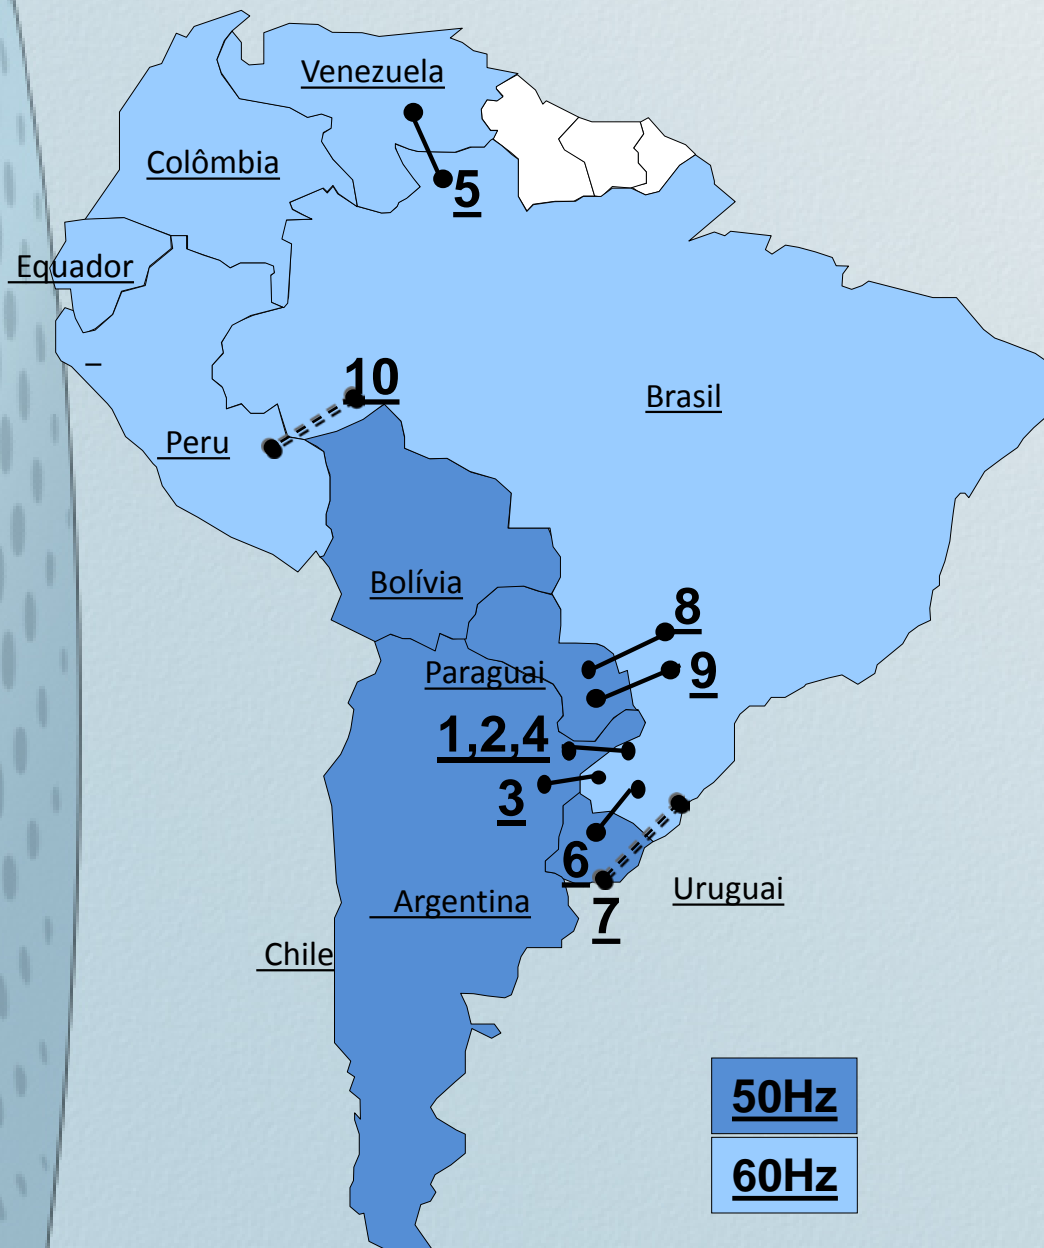 Venezuela
Colômbia
5
Equador
10
Brasil
Peru
Bolívia
8
Paraguai
9
1,2,4
3
6
Uruguai
Argentina
7
Chile
50Hz
60Hz